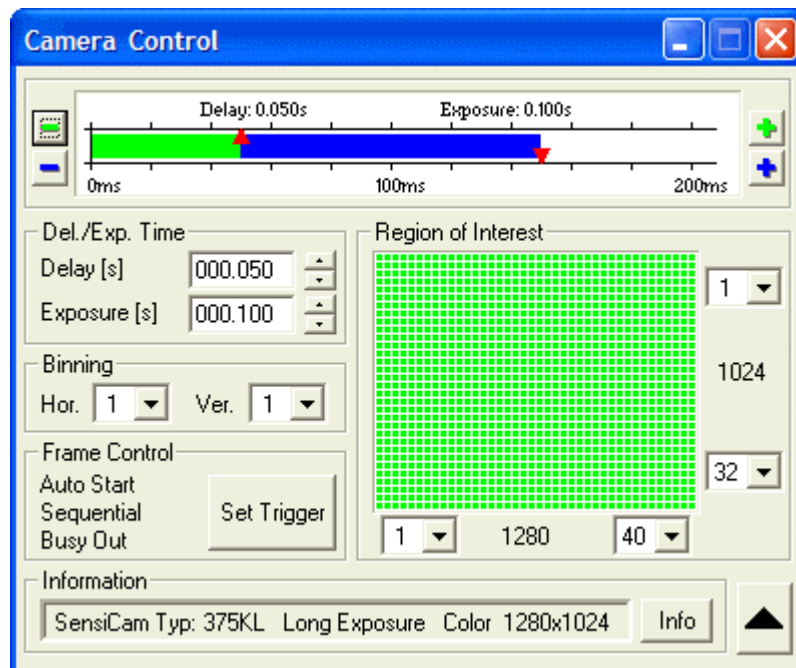 Camera Control
Delay: 0.050s Exposure: 0.100s
0ms 100ms 200ms
Del./Exp. Time
Delay [s] 000.050
Exposure [s] 000.100
Binning
Hor. 1 Ver. 1
Frame Control
Auto Start
Sequential
Busy Out
Set Trigger
Region of Interest
1
1024
32
1 1280 40
Information
SensiCam Typ: 375KL Long Exposure Color 1280x1024 Info